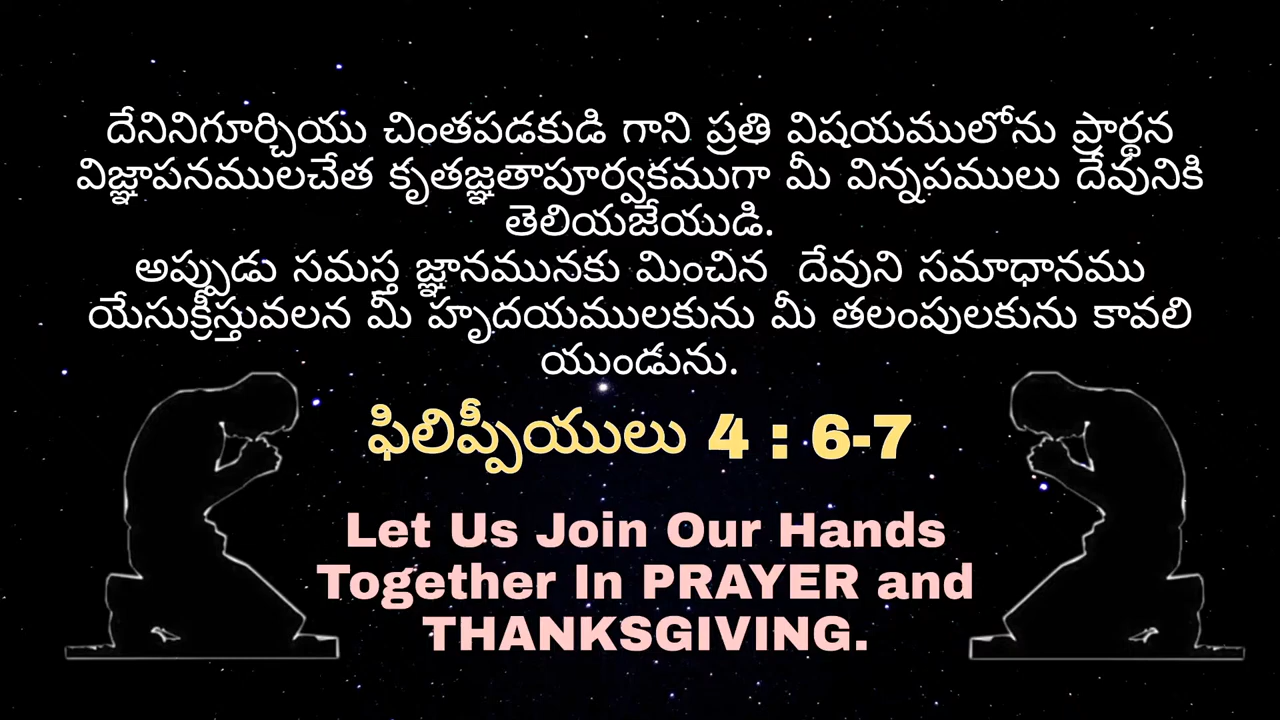 దేనినిగూర్చియు చింతపడకుడి గాని ప్రతి విషయములోను ప్రార్థన
విజ్ఞాపనములచేత కృతజ్ఞతాపూర్వకముగా మీ విన్నపములు దేవునికి
తెలియజేయుడి.
అప్పుడు సమస్త జ్ఞానమునకు మించిన దేవుని సమాధానము
యేసుక్రీస్తువలన మీ హృదయములకును మీ తలంపులకును కావలి
యుండును.
ఫిలిప్పీయులు 4 : 6-7
Let Us Join Our Hands
Together In PRAYER and
THANKSGIVING.